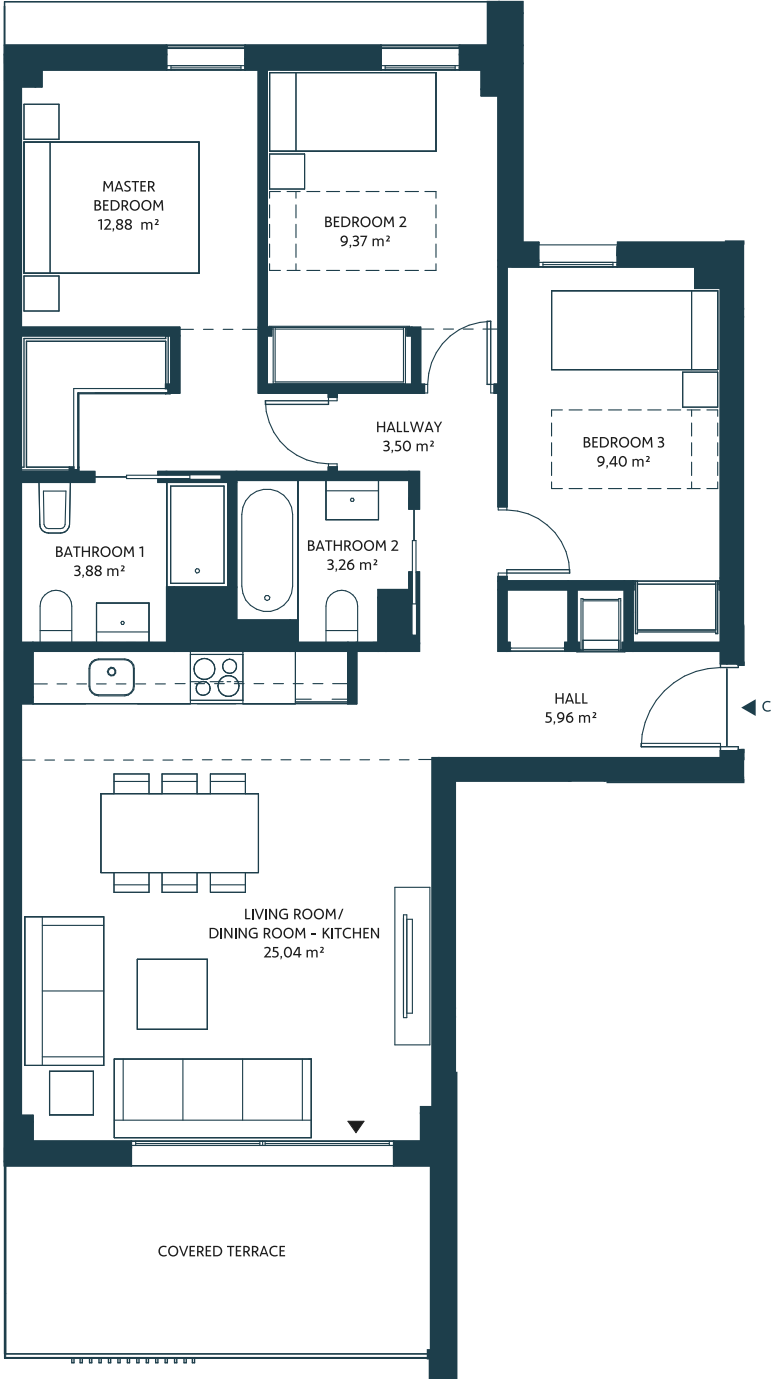 MASTER
BEDROOM
12,88 m²
BEDROOM 2
9,37 m²
HALLWAY
3,50 m²
BEDROOM 3
9,40 m²
BATHROOM 1
3,88 m²
BATHROOM 2
3,26 m²
HALL
5,96 m²
C
LIVING ROOM/
DINING ROOM - KITCHEN
25,04 m²
COVERED TERRACE